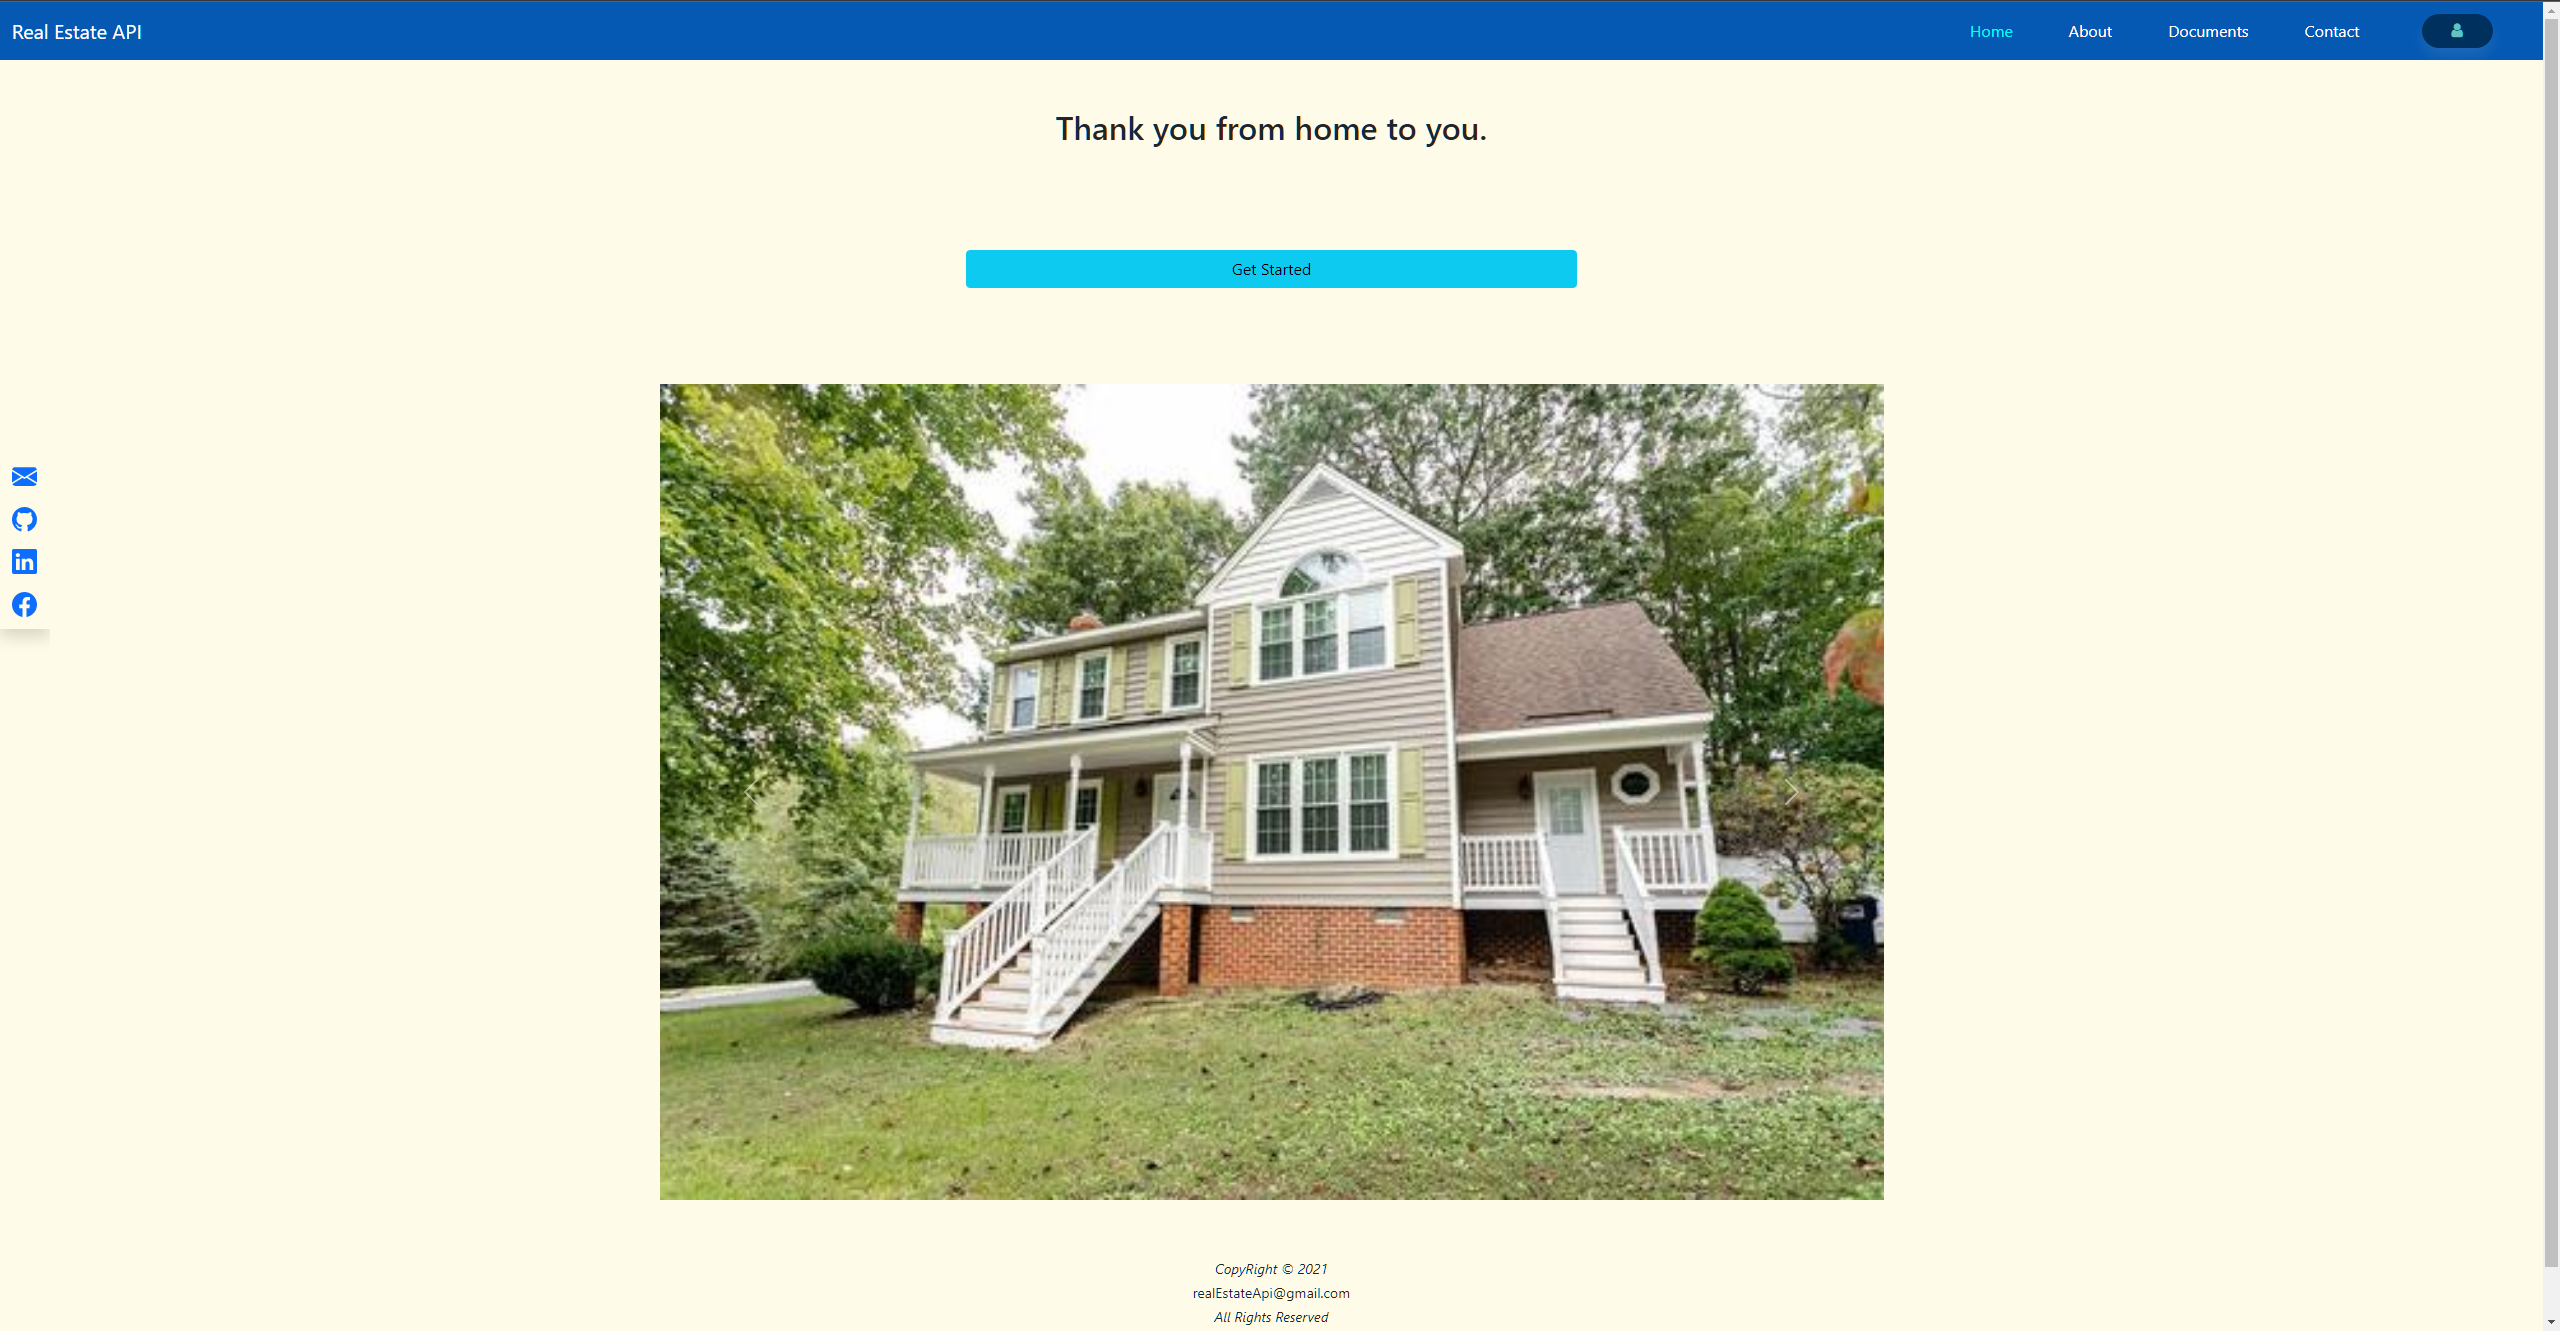 Real Estate API
Home About Documents Contact
Thank you from home to you.
Get Started
CopyRight © 2021
realEstateApi@gmail.com
All Rights Reserved